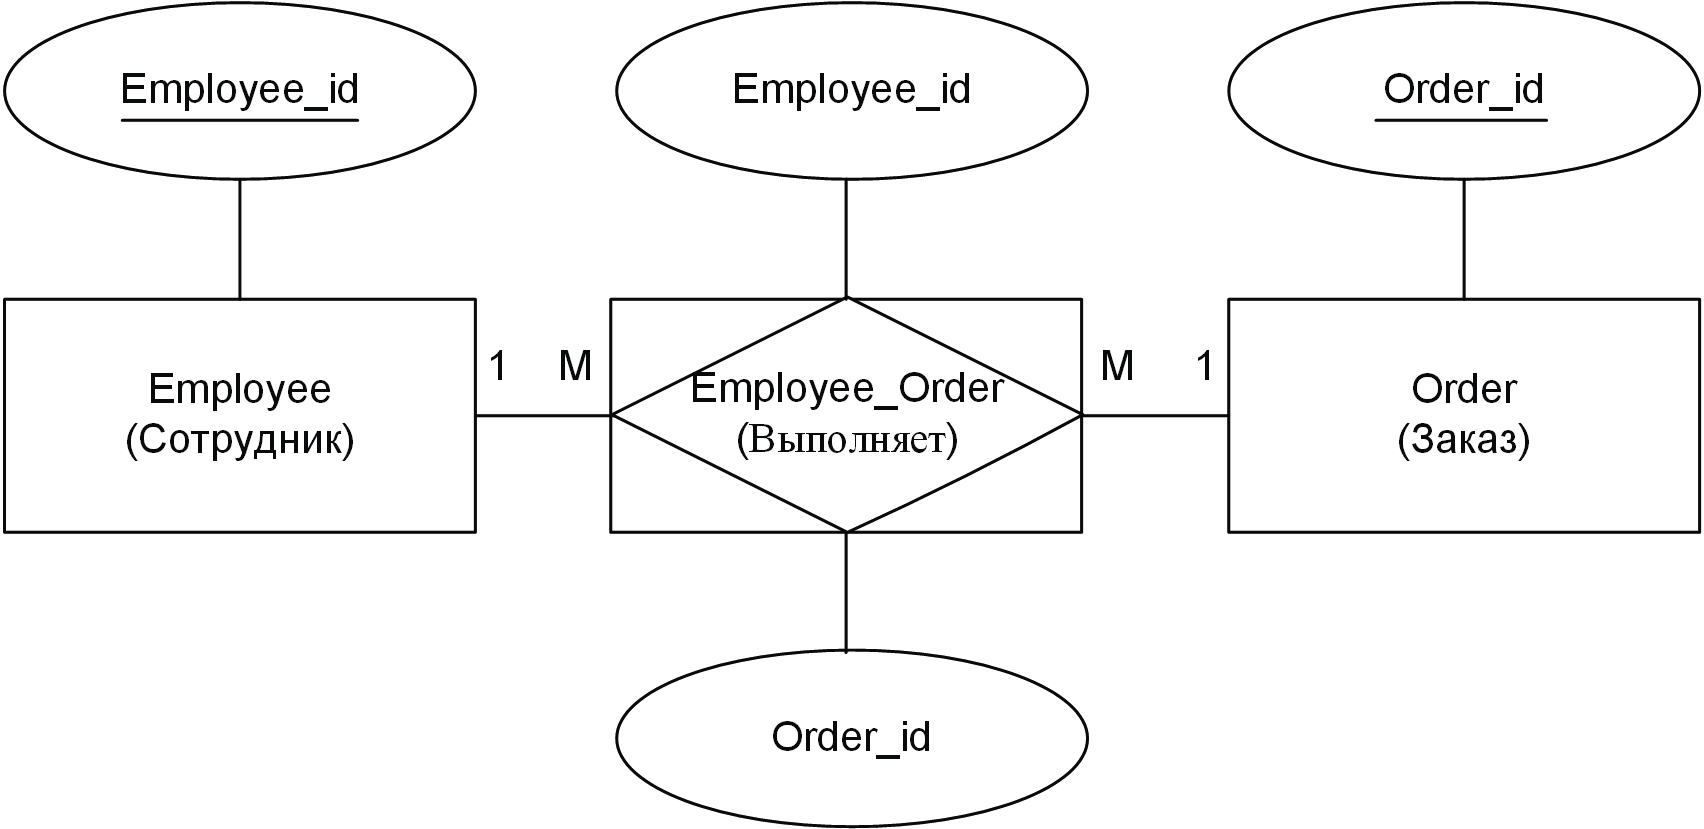 Employee_id
Employee_id
Order_id
Employee
(Сотрудник)
1 M
Employee_Order
(Выполняет)
M 1
Order
(Заказ)
Order_id